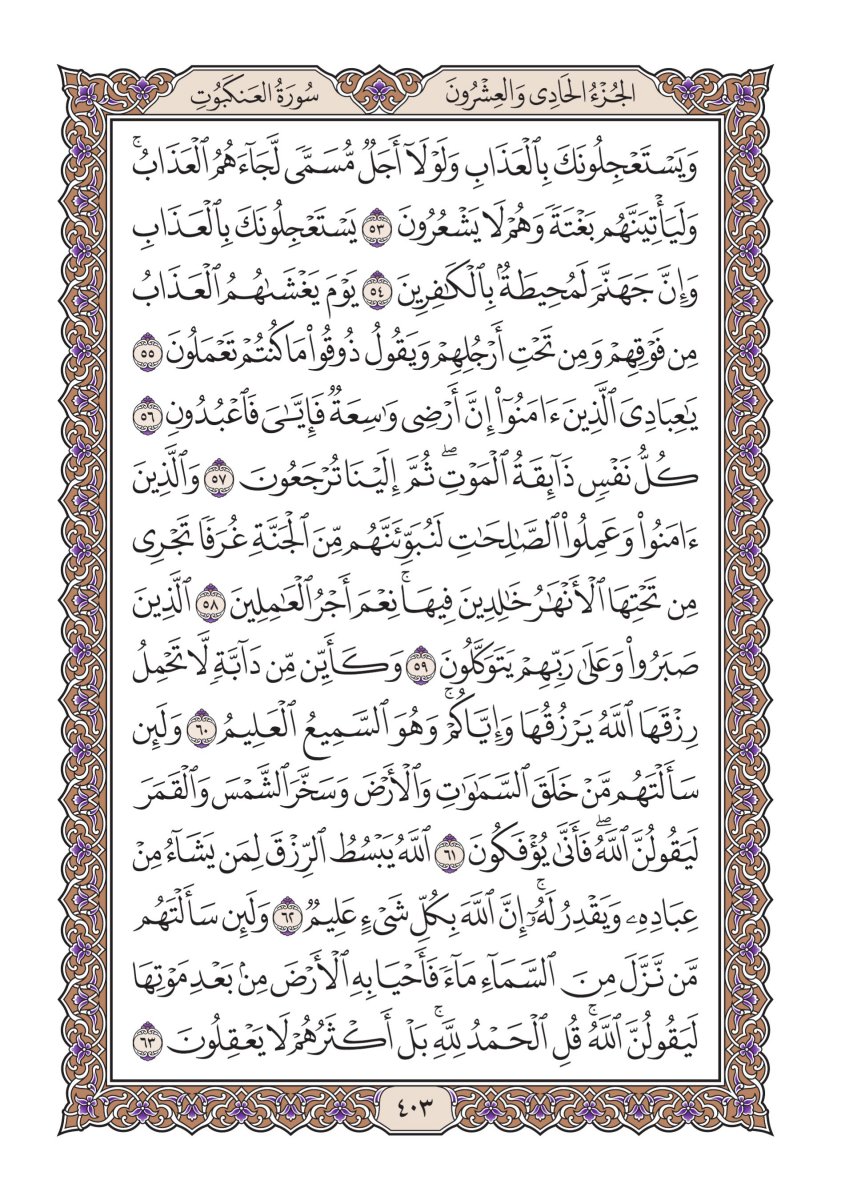 الجُزْءُ الحَادِى وَالعِشْرُونَ
سُورَةُ العَنكَبُوتِ
وَيَسْتَعْجِلُونَكَ بِٱلْعَذَابِ وَلَوْلَآ أَجَلٌ مُّسَمًّى لَّجَآءَهُمُ ٱلْعَذَابُۚ
وَلَيَأْتِيَنَّهُم بَغْتَةً وَهُمْ لَا يَشْعُرُونَ ٥٣ يَسْتَعْجِلُونَكَ بِٱلْعَذَابِ
وَإِنَّ جَهَنَّمَ لَمُحِيطَةُۢ بِٱلْكَٰفِرِينَ ٥٤ يَوْمَ يَغْشَىٰهُمُ ٱلْعَذَابُ
مِن فَوْقِهِمْ وَمِن تَحْتِ أَرْجُلِهِمْ وَيَقُولُ ذُوقُوا۟ مَا كُنتُمْ تَعْمَلُونَ ٥٥
يَٰعِبَادِىَ ٱلَّذِينَ ءَامَنُوٓا۟ إِنَّ أَرْضِى وَٰسِعَةٌ فَإِيَّٰىَ فَٱعْبُدُونِ ٥٦
كُلُّ نَفْسٍ ذَآئِقَةُ ٱلْمَوْتِۖ ثُمَّ إِلَيْنَا تُرْجَعُونَ ٥٧ وَٱلَّذِينَ
ءَامَنُوا۟ وَعَمِلُوا۟ ٱلصَّٰلِحَٰتِ لَنُبَوِّئَنَّهُم مِّنَ ٱلْجَنَّةِ غُرَفًا تَجْرِى
مِن تَحْتِهَا ٱلْأَنْهَٰرُ خَٰلِدِينَ فِيهَاۚ نِعْمَ أَجْرُ ٱلْعَٰمِلِينَ ٥٨ ٱلَّذِينَ
صَبَرُوا۟ وَعَلَىٰ رَبِّهِمْ يَتَوَكَّلُونَ ٥٩ وَكَأَيِّن مِّن دَآبَّةٍ لَّا تَحْمِلُ
رِزْقَهَا ٱللَّهُ يَرْزُقُهَا وَإِيَّاكُمْۚ وَهُوَ ٱلسَّمِيعُ ٱلْعَلِيمُ ٦٠ وَلَئِن
سَأَلْتَهُم مَّنْ خَلَقَ ٱلسَّمَٰوَٰتِ وَٱلْأَرْضَ وَسَخَّرَ ٱلشَّمْسَ وَٱلْقَمَرَ
لَيَقُولُنَّ ٱللَّهُۖ فَأَنَّىٰ يُؤْفَكُونَ ٦١ ٱللَّهُ يَبْسُطُ ٱلرِّزْقَ لِمَن يَشَآءُ مِنْ
عِبَادِهِۦ وَيَقْدِرُ لَهُۥٓۚ إِنَّ ٱللَّهَ بِكُلِّ شَىْءٍ عَلِيمٌ ٦٢ وَلَئِن سَأَلْتَهُم
مَّن نَّزَّلَ مِنَ ٱلسَّمَآءِ مَآءً فَأَحْيَا بِهِ ٱلْأَرْضَ مِنۢ بَعْدِ مَوْتِهَا
لَيَقُولُنَّ ٱللَّهُۚ قُلِ ٱلْحَمْدُ لِلَّهِۚ بَلْ أَكْثَرُهُمْ لَا يَعْقِلُونَ ٦٣
٤٠٣